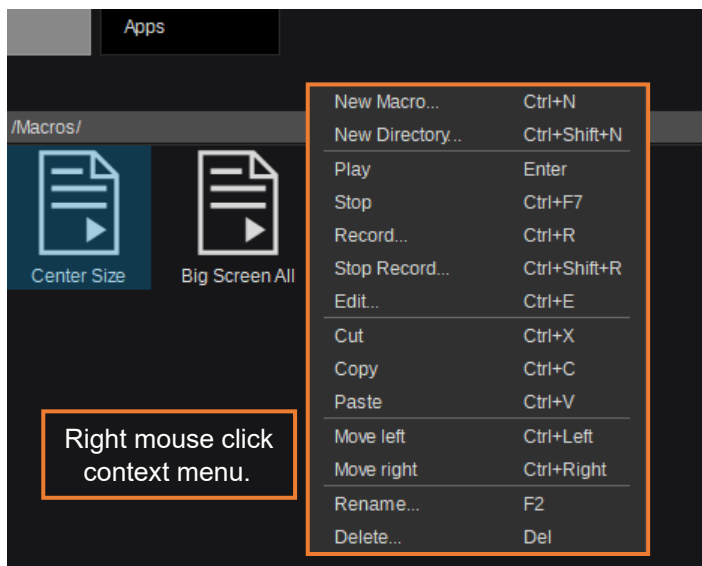 Apps
/Macros/
Center Size
Big Screen All
New Macro... Ctrl+N
New Directory... Ctrl+Shift+N
Play Enter
Stop Ctrl+F7
Record... Ctrl+R
Stop Record... Ctrl+Shift+R
Edit... Ctrl+E
Cut Ctrl+X
Copy Ctrl+C
Paste Ctrl+V
Move left Ctrl+Left
Move right Ctrl+Right
Rename... F2
Delete... Del
Right mouse click
context menu.